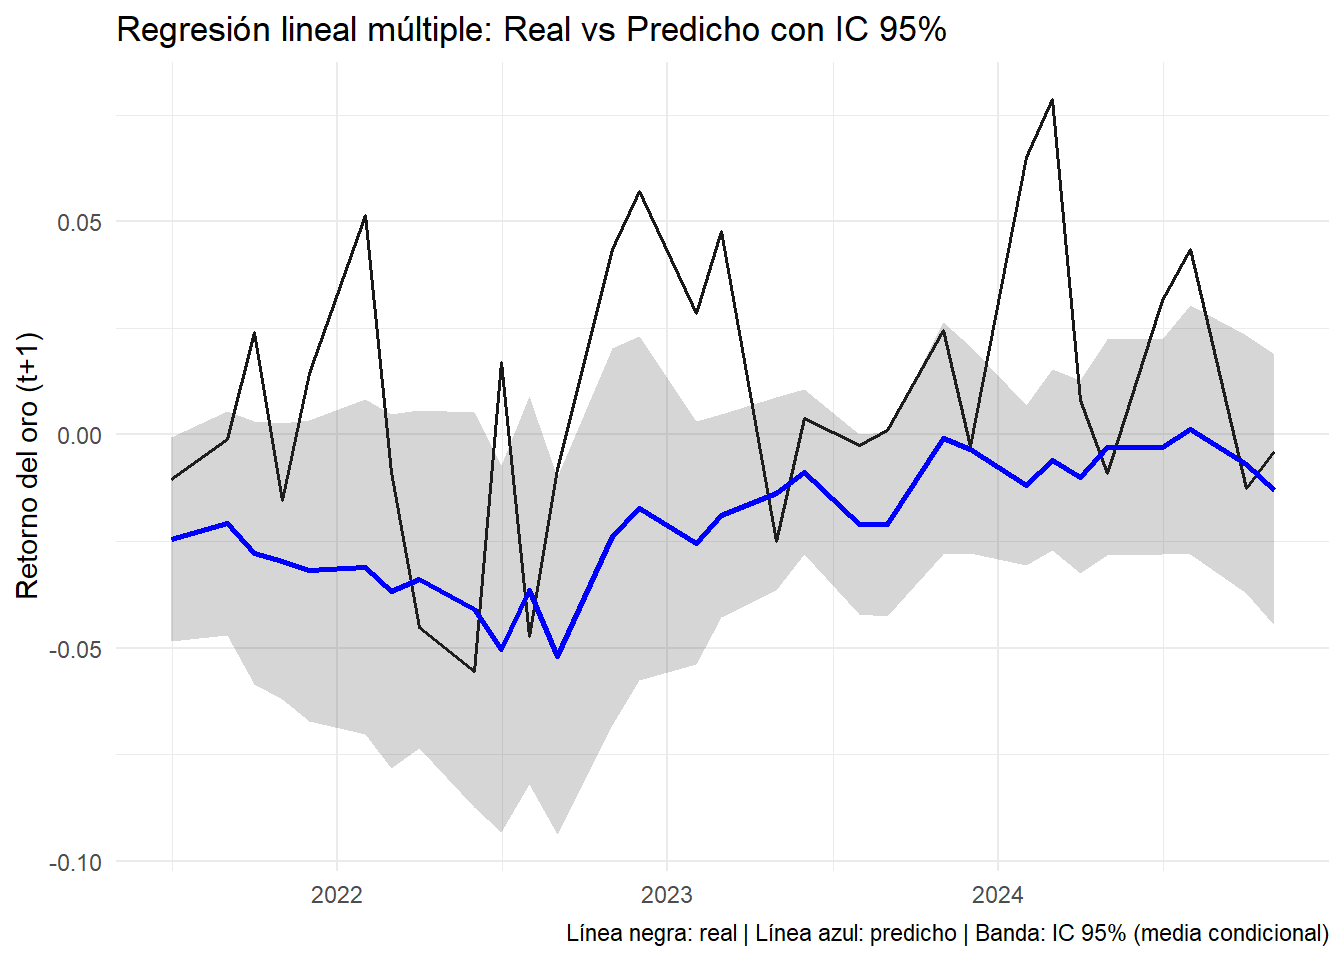 Regresión lineal múltiple: Real vs Predicho con IC 95%
Retorno del oro (t+1)
0.05
0.00
-0.05
-0.10
2022
2023
2024
Línea negra: real | Línea azul: predicho | Banda: IC 95% (media condicional)